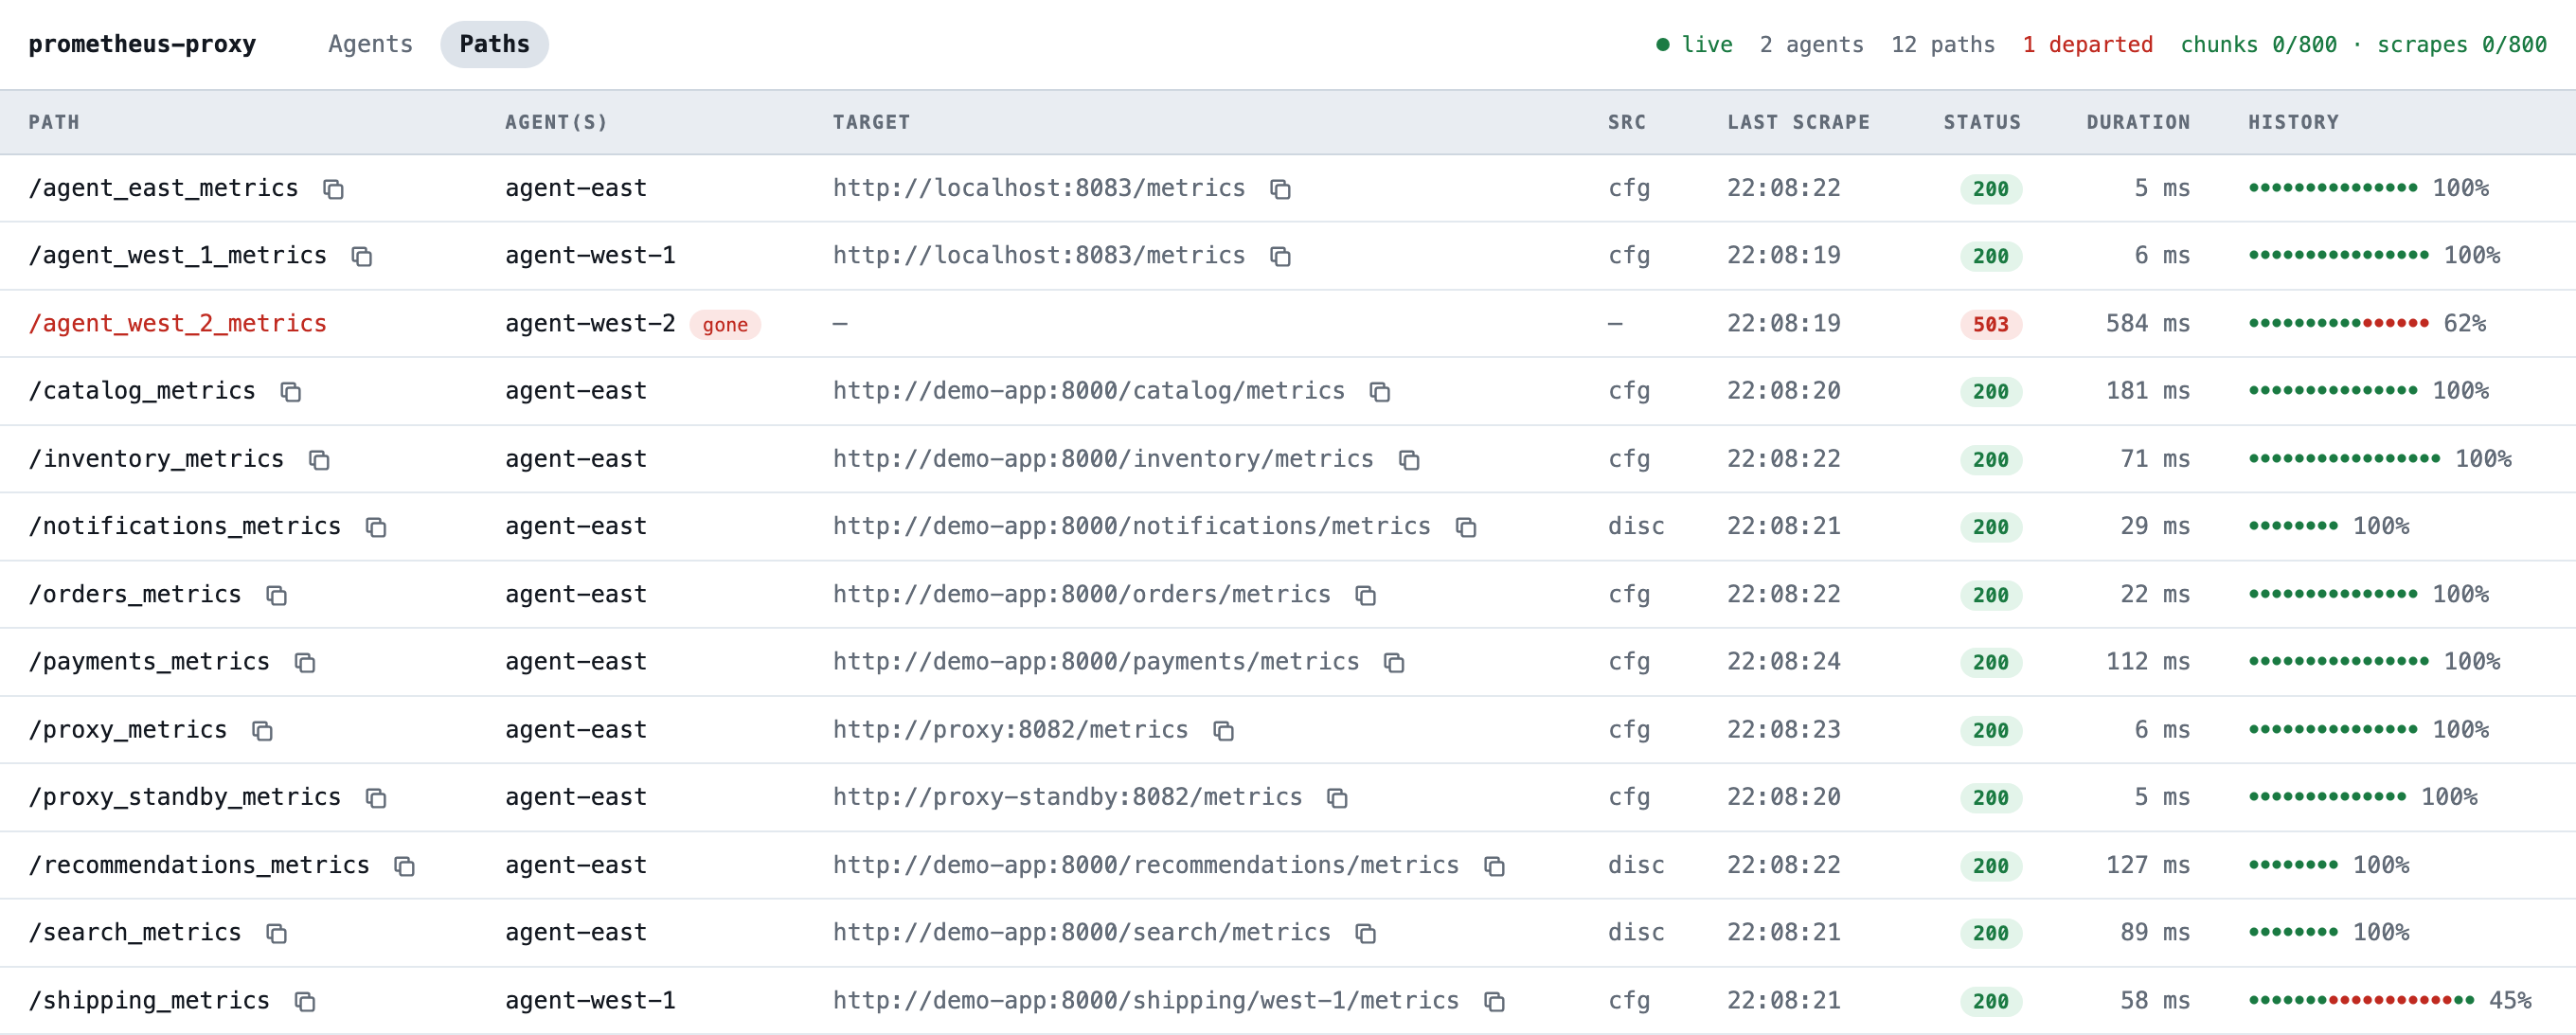 prometheus-proxy Agents Paths live 2 agents 12 paths 1 departed chunks 0/800 · scrapes 0/800
PATH AGENT(S) TARGET SRC LAST SCRAPE STATUS DURATION HISTORY
/agent_east_metrics agent-east http://localhost:8083/metrics cfg 22:08:22 200 5 ms 100%
/agent_west_1_metrics agent-west-1 http://localhost:8083/metrics cfg 22:08:19 200 6 ms 100%
/agent_west_2_metrics agent-west-2 gone — — 22:08:19 503 584 ms 62%
/catalog_metrics agent-east http://demo-app:8000/catalog/metrics cfg 22:08:20 200 181 ms 100%
/inventory_metrics agent-east http://demo-app:8000/inventory/metrics cfg 22:08:22 200 71 ms 100%
/notifications_metrics agent-east http://demo-app:8000/notifications/metrics disc 22:08:21 200 29 ms 100%
/orders_metrics agent-east http://demo-app:8000/orders/metrics cfg 22:08:22 200 22 ms 100%
/payments_metrics agent-east http://demo-app:8000/payments/metrics cfg 22:08:24 200 112 ms 100%
/proxy_metrics agent-east http://proxy:8082/metrics cfg 22:08:23 200 6 ms 100%
/proxy_standby_metrics agent-east http://proxy-standby:8082/metrics cfg 22:08:20 200 5 ms 100%
/recommendations_metrics agent-east http://demo-app:8000/recommendations/metrics disc 22:08:22 200 127 ms 100%
/search_metrics agent-east http://demo-app:8000/search/metrics disc 22:08:21 200 89 ms 100%
/shipping_metrics agent-west-1 http://demo-app:8000/shipping/west-1/metrics cfg 22:08:21 200 58 ms 45%